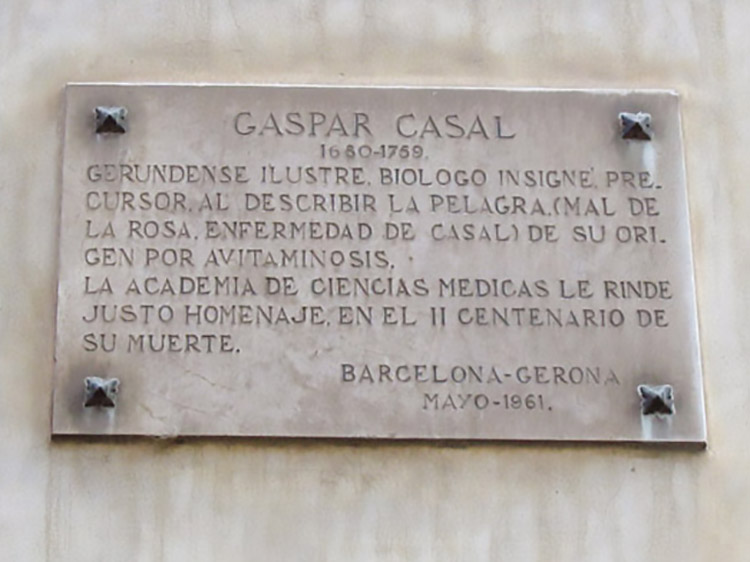 GASPAR CASAL
1680-1759.
GERUNDENSE ILUSTRE, BIOLOGO INSIGNE, PRE-
CURSOR, AL DESCRIBIR LA PELAGRA,(MAL DE
LA ROSA, ENFERMEDAD DE CASAL) DE SU ORI-
GEN POR AVITAMINOSIS.
LA ACADEMIA DE CIENCIAS MEDICAS LE RINDE
JUSTO HOMENAJE, EN EL II CENTENARIO DE
SU MUERTE.
BARCELONA-GERONA
MAYO-1961.